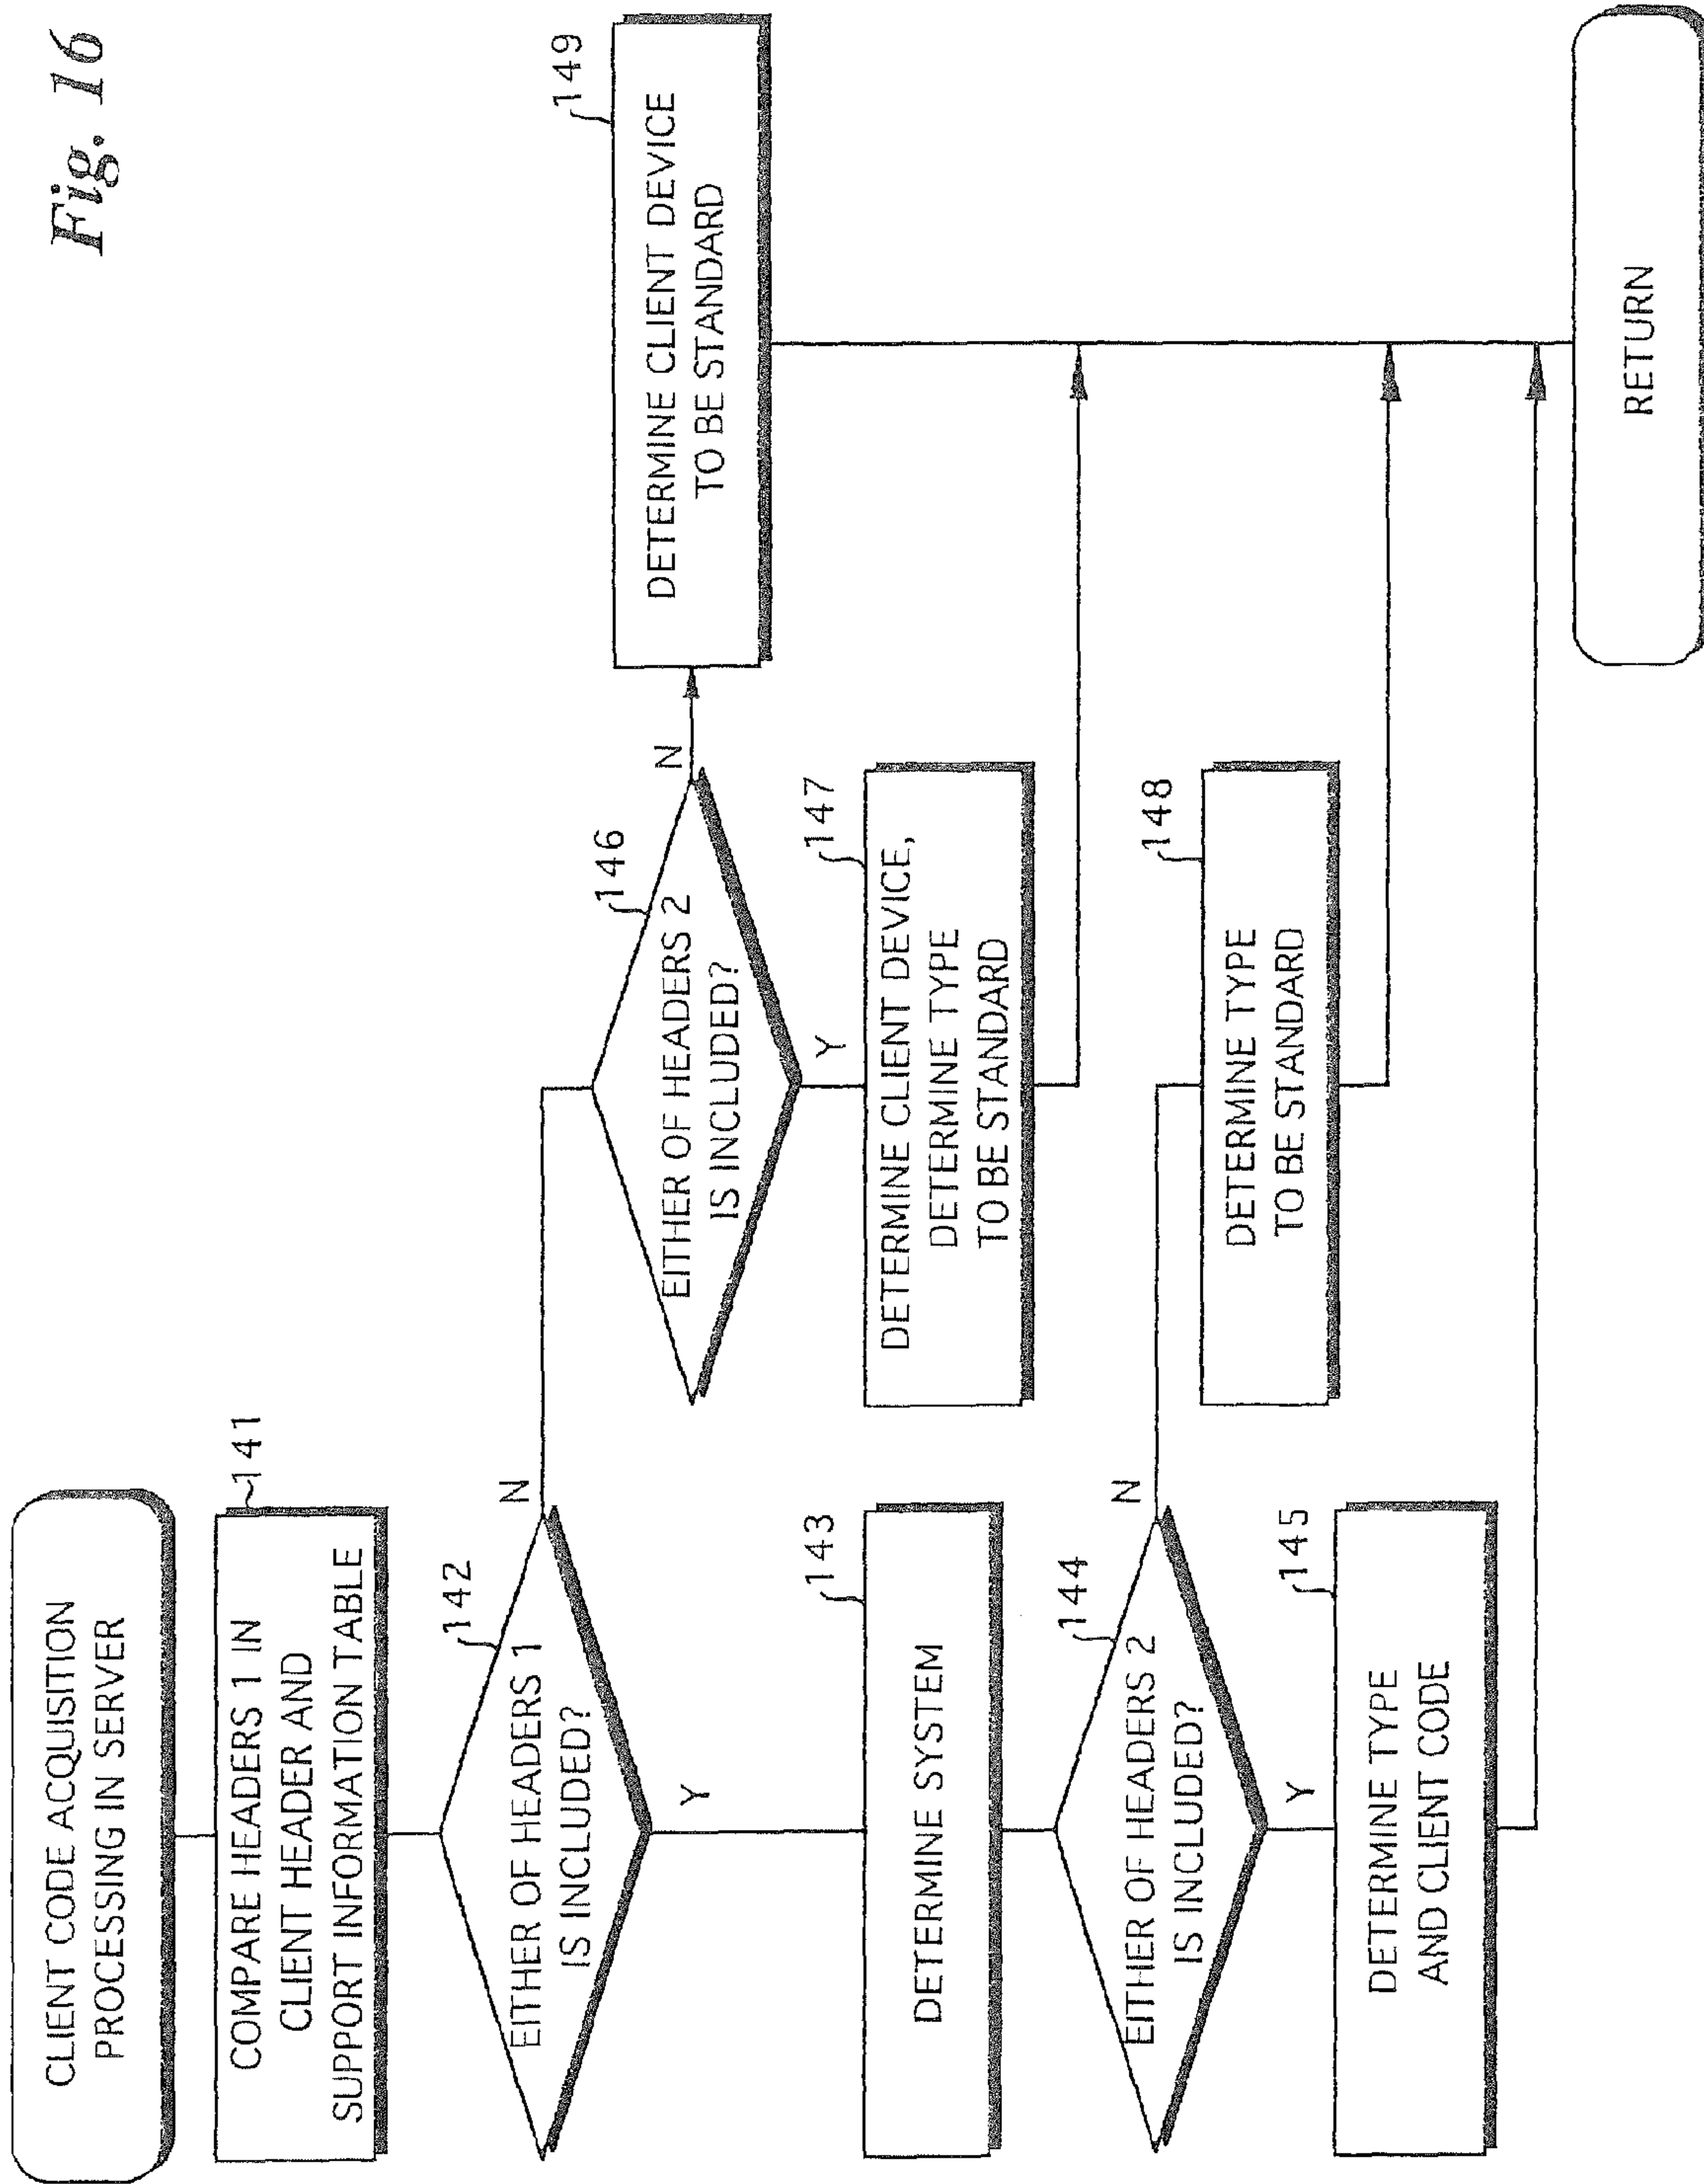 Fig. 16
CLIENT CODE ACQUISITION
PROCESSING IN SERVER
141
COMPARE HEADERS 1 IN
CLIENT HEADER AND
SUPPORT INFORMATION TABLE
142
EITHER OF HEADERS 1
IS INCLUDED?
N
Y
143
DETERMINE SYSTEM
144
EITHER OF HEADERS 2
IS INCLUDED?
N
Y
145
DETERMINE TYPE
AND CLIENT CODE
146
EITHER OF HEADERS 2
IS INCLUDED?
N
Y
147
DETERMINE CLIENT DEVICE,
DETERMINE TYPE
TO BE STANDARD
148
DETERMINE TYPE
TO BE STANDARD
149
DETERMINE CLIENT DEVICE
TO BE STANDARD
RETURN